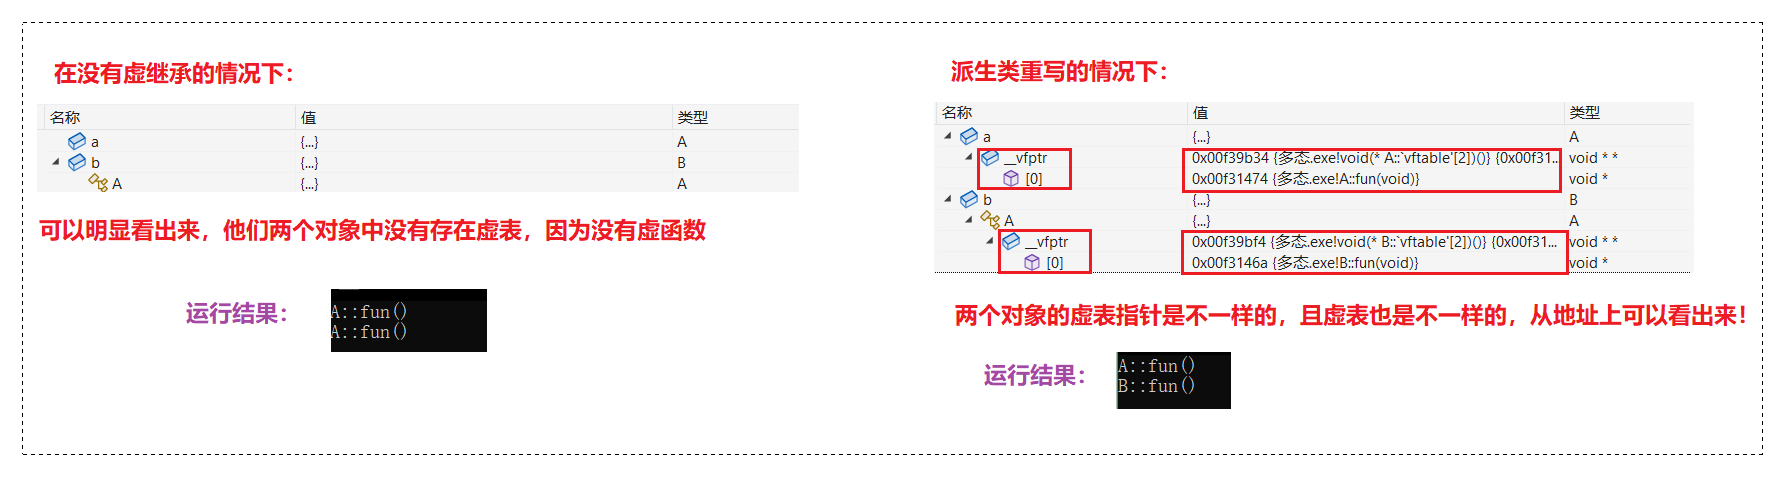 在没有虚继承的情况下：
名称 值 类型
a {...} A
b {...} B
A {...} A
可以明显看出来，他们两个对象中没有存在虚表，因为没有虚函数
运行结果：
A::fun()
A::fun()
派生类重写的情况下：
名称 值 类型
a {...} A
__vfptr 0x00f39b34 {多态.exe!void(* A::`vftable'[2])()} {0x00f31... void * *
[0] 0x00f31474 {多态.exe!A::fun(void)} void *
b {...} B
A {...} A
__vfptr 0x00f39bf4 {多态.exe!void(* B::`vftable'[2])()} {0x00f31... void * *
[0] 0x00f3146a {多态.exe!B::fun(void)} void *
两个对象的虚表指针是不一样的，且虚表也是不一样的，从地址上可以看出来！
运行结果：
A::fun()
B::fun()